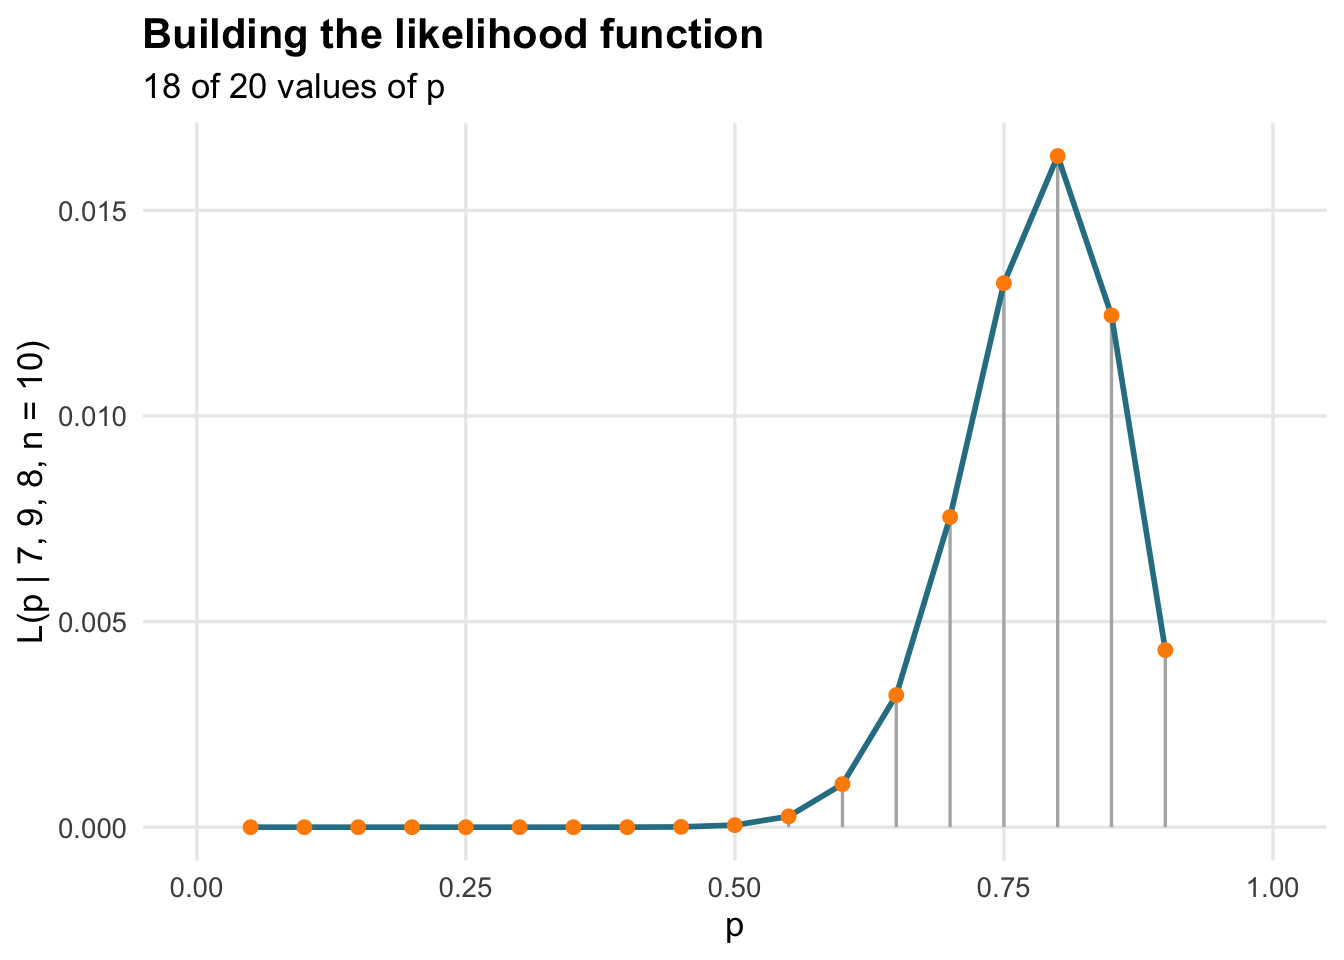 Building the likelihood function
18 of 20 values of p
L(p | 7, 9, 8, n = 10)
0.015
0.010
0.005
0.000
0.00 0.25 0.50 0.75 1.00
p